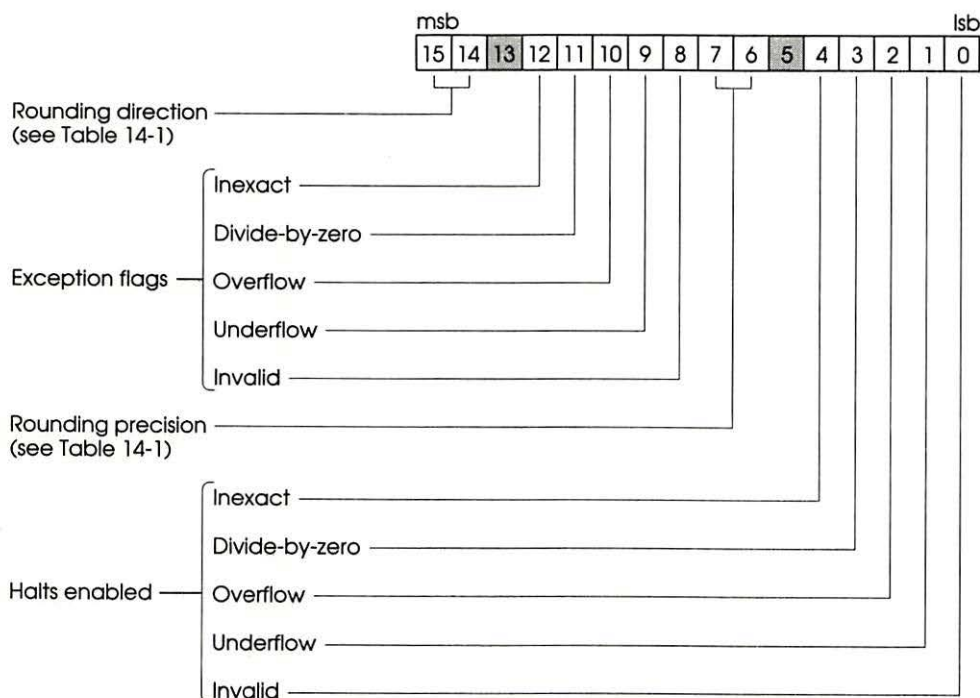 msb lsb
15 14 13 12 11 10 9 8 7 6 5 4 3 2 1 0
Rounding direction
(see Table 14-1)
Inexact
Divide-by-zero
Exception flags
Overflow
Underflow
Invalid
Rounding precision
(see Table 14-1)
Inexact
Divide-by-zero
Halts enabled
Overflow
Underflow
Invalid